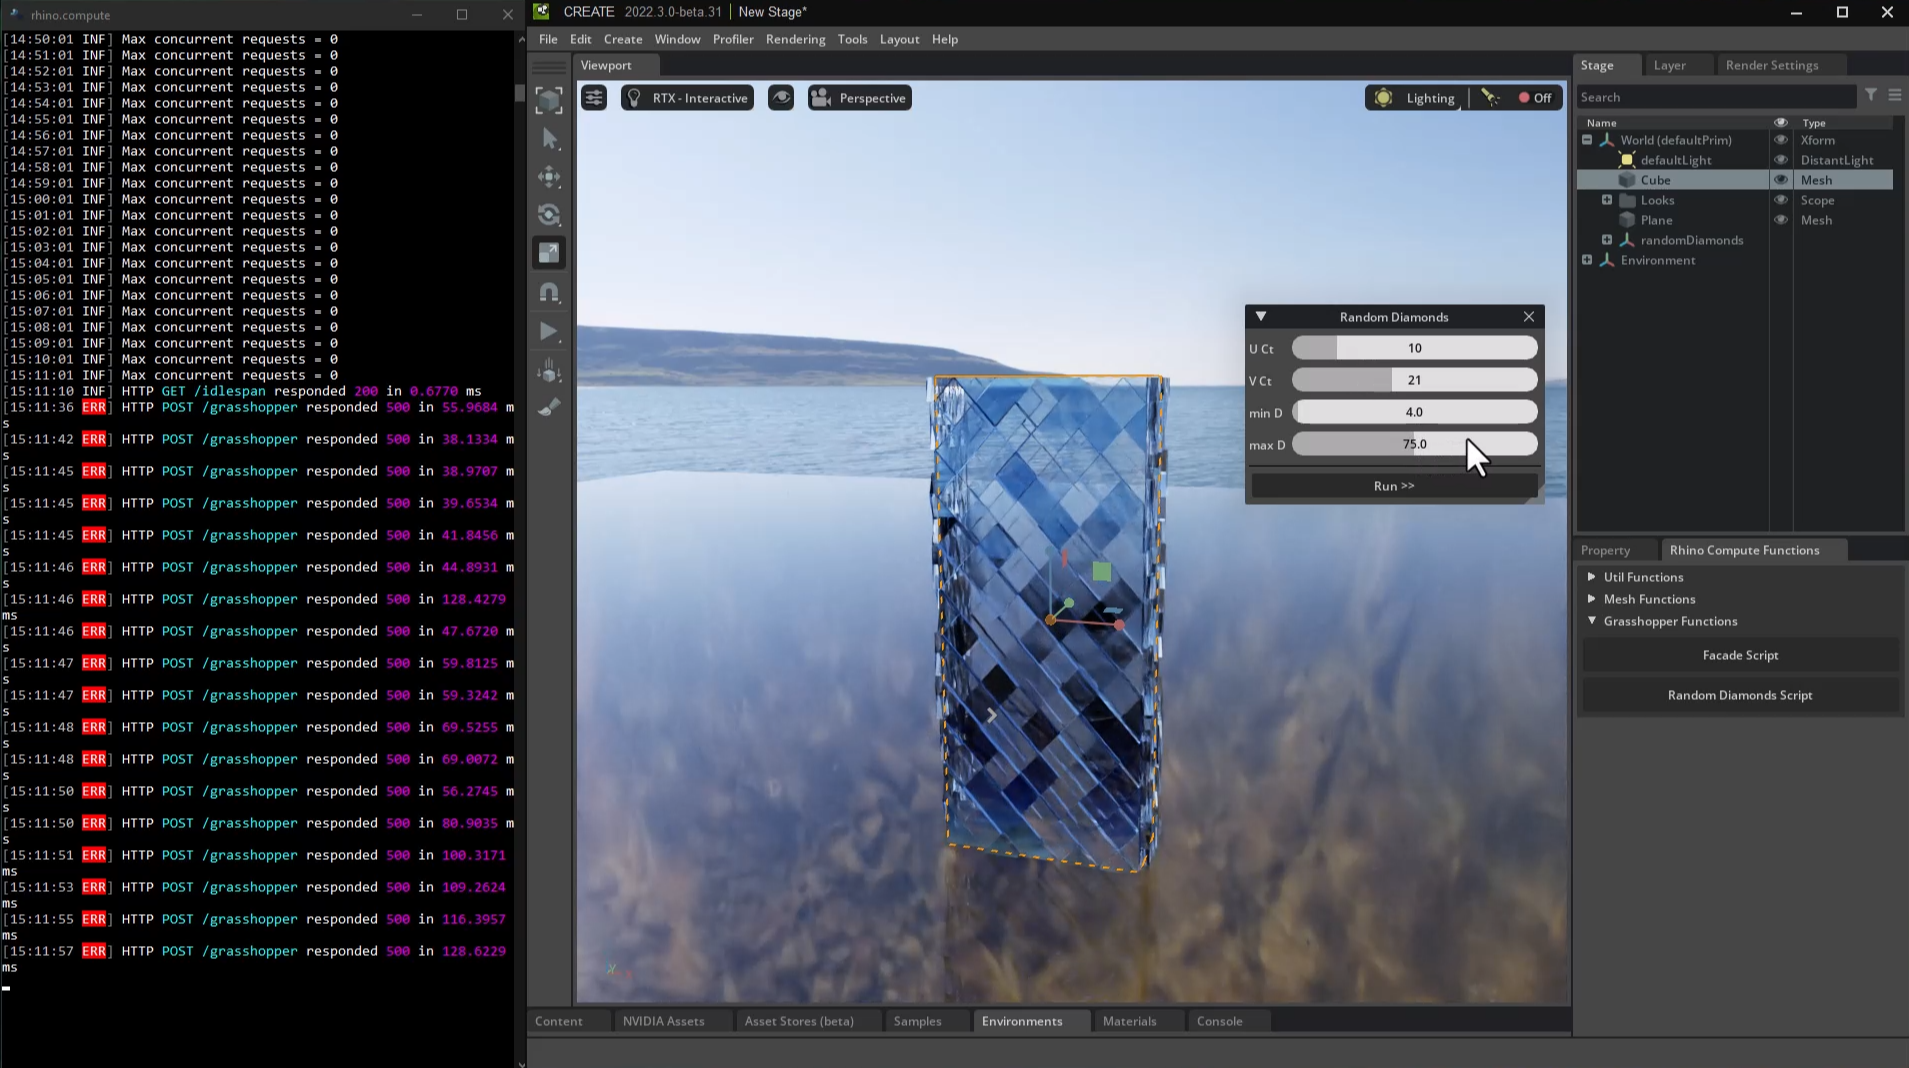 rhino.compute
[14:50:01 INF] Max concurrent requests = 0
[14:51:01 INF] Max concurrent requests = 0
[14:52:01 INF] Max concurrent requests = 0
[14:53:01 INF] Max concurrent requests = 0
[14:54:01 INF] Max concurrent requests = 0
[14:55:01 INF] Max concurrent requests = 0
[14:56:01 INF] Max concurrent requests = 0
[14:57:01 INF] Max concurrent requests = 0
[14:58:01 INF] Max concurrent requests = 0
[14:59:01 INF] Max concurrent requests = 0
[15:00:01 INF] Max concurrent requests = 0
[15:01:01 INF] Max concurrent requests = 0
[15:02:01 INF] Max concurrent requests = 0
[15:03:01 INF] Max concurrent requests = 0
[15:04:01 INF] Max concurrent requests = 0
[15:05:01 INF] Max concurrent requests = 0
[15:06:01 INF] Max concurrent requests = 0
[15:07:01 INF] Max concurrent requests = 0
[15:08:01 INF] Max concurrent requests = 0
[15:09:01 INF] Max concurrent requests = 0
[15:10:01 INF] Max concurrent requests = 0
[15:11:01 INF] Max concurrent requests = 0
[15:11:10 INF] HTTP GET /idlespan responded 200 in 0.6770 ms
[15:11:36 ERR] HTTP POST /grasshopper responded 500 in 55.9684 m
s
[15:11:42 ERR] HTTP POST /grasshopper responded 500 in 38.1334 m
s
[15:11:45 ERR] HTTP POST /grasshopper responded 500 in 38.9707 m
s
[15:11:45 ERR] HTTP POST /grasshopper responded 500 in 39.6534 m
s
[15:11:45 ERR] HTTP POST /grasshopper responded 500 in 41.8456 m
s
[15:11:46 ERR] HTTP POST /grasshopper responded 500 in 44.8931 m
s
[15:11:46 ERR] HTTP POST /grasshopper responded 500 in 128.4279
ms
[15:11:46 ERR] HTTP POST /grasshopper responded 500 in 47.6720 m
s
[15:11:47 ERR] HTTP POST /grasshopper responded 500 in 59.8125 m
s
[15:11:47 ERR] HTTP POST /grasshopper responded 500 in 59.3242 m
s
[15:11:48 ERR] HTTP POST /grasshopper responded 500 in 69.5255 m
s
[15:11:48 ERR] HTTP POST /grasshopper responded 500 in 69.0072 m
s
[15:11:50 ERR] HTTP POST /grasshopper responded 500 in 56.2745 m
s
[15:11:50 ERR] HTTP POST /grasshopper responded 500 in 80.9035 m
s
[15:11:51 ERR] HTTP POST /grasshopper responded 500 in 100.3171
ms
[15:11:53 ERR] HTTP POST /grasshopper responded 500 in 109.2624
ms
[15:11:55 ERR] HTTP POST /grasshopper responded 500 in 116.3957
ms
[15:11:57 ERR] HTTP POST /grasshopper responded 500 in 128.6229
ms
CREATE 2022.3.0-beta.31 | New Stage*
File Edit Create Window Profiler Rendering Tools Layout Help
Viewport
RTX - Interactive Perspective Lighting Off
Random Diamonds
U Ct 10
V Ct 21
min D 4.0
max D 75.0
Run >>
Stage Layer Render Settings
Search
Name Type
World (defaultPrim) Xform
defaultLight DistantLight
Cube Mesh
Looks Scope
Plane Mesh
randomDiamonds
Environment
Property Rhino Compute Functions
Util Functions
Mesh Functions
Grasshopper Functions
Facade Script
Random Diamonds Script
Content NVIDIA Assets Asset Stores (beta) Samples Environments Materials Console